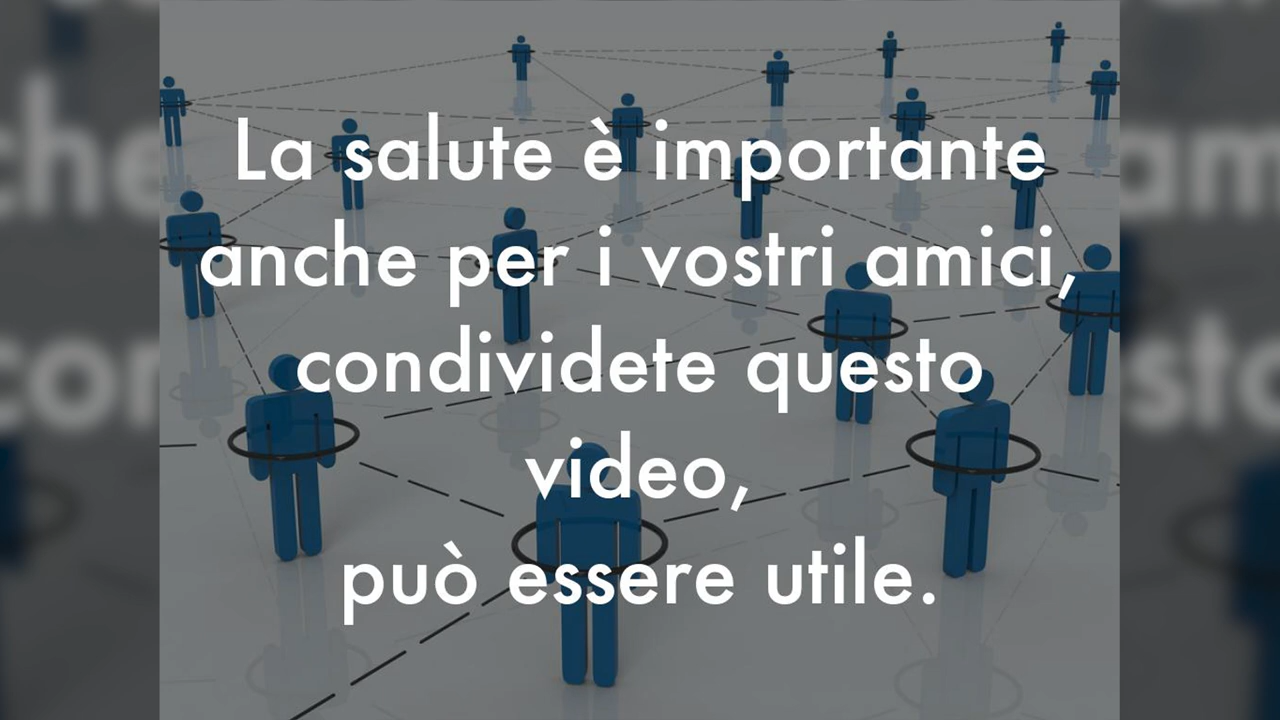 La salute è importante
anche per i vostri amici,
condividete questo
video,
può essere utile.